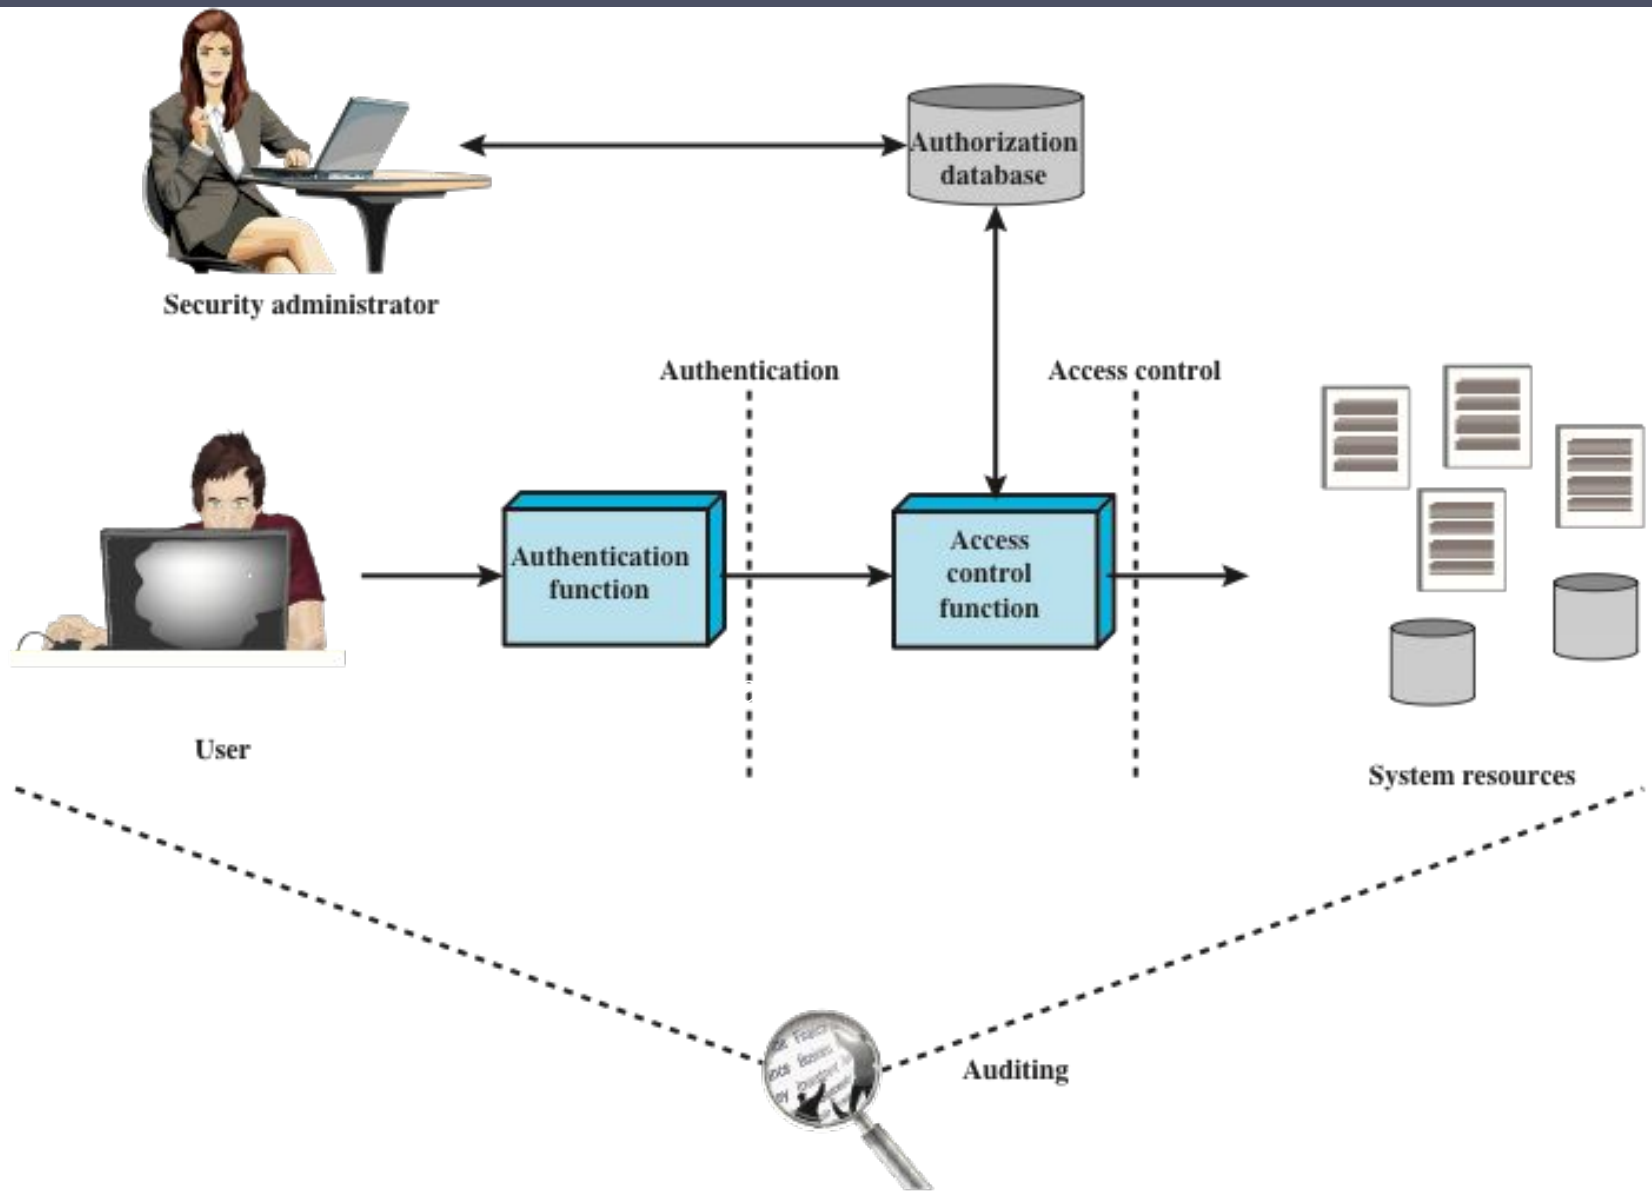 Authorization
database
Security administrator
Authentication
Access control
Authentication
function
Access
control
function
User
System resources
Auditing